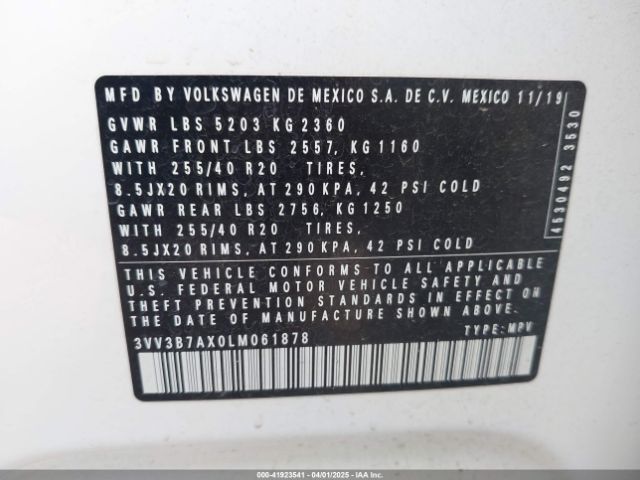 MFD BY VOLKSWAGEN DE MEXICO S.A. DE C.V. MEXICO 11/19
GVWR LBS 5203 KG 2360
GAWR FRONT LBS 2557, KG 1160
WITH 255/40 R20 TIRES,
8.5JX20 RIMS, AT 290 KPA, 42 PSI COLD
GAWR REAR LBS 2756, KG 1250
WITH 255/40 R20 TIRES,
8.5JX20 RIMS, AT 290 KPA, 42 PSI COLD
4530492 3530
THIS VEHICLE CONFORMS TO ALL APPLICABLE
U.S. FEDERAL MOTOR VEHICLE SAFETY AND
THEFT PREVENTION STANDARDS IN EFFECT ON
THE DATE OF MANUFACTURE SHOWN ABOVE.
3VV3B7AX0LM061878 TYPE: MPV
000-41923541 | 04/01/2025 | IAAI.com